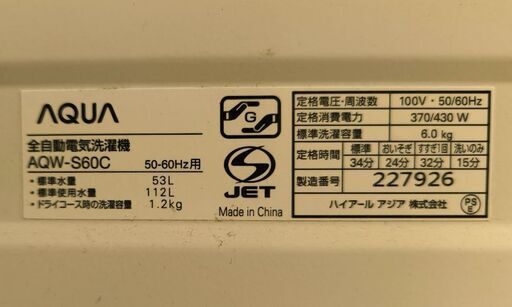 AQUA
全自動電気洗濯機
AQW-S60C 50-60Hz用
・標準水量 53L
・標準使用水量 112L
・ドライコース時の洗濯容量 1.2kg
G
S
JET
Made in China
定格電圧・周波数 100V・50/60Hz
定格消費電力 370/430 W
標準洗濯容量 6.0 kg
定格時間 標準 おいそぎ すすぎ1回 洗いのみ
34分 24分 32分 15分
製造番号 227926
ハイアール アジア 株式会社
PS
E